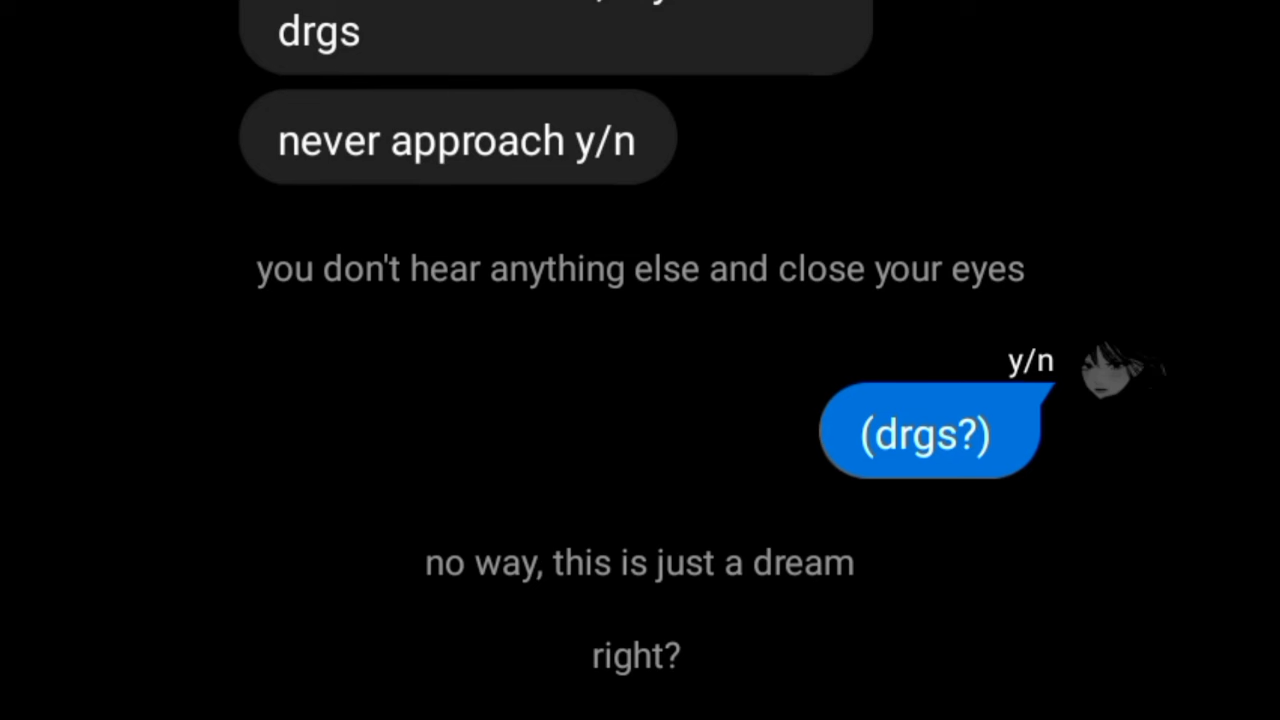 drgs
never approach y/n
you don't hear anything else and close your eyes
y/n
(drgs?)
no way, this is just a dream
right?